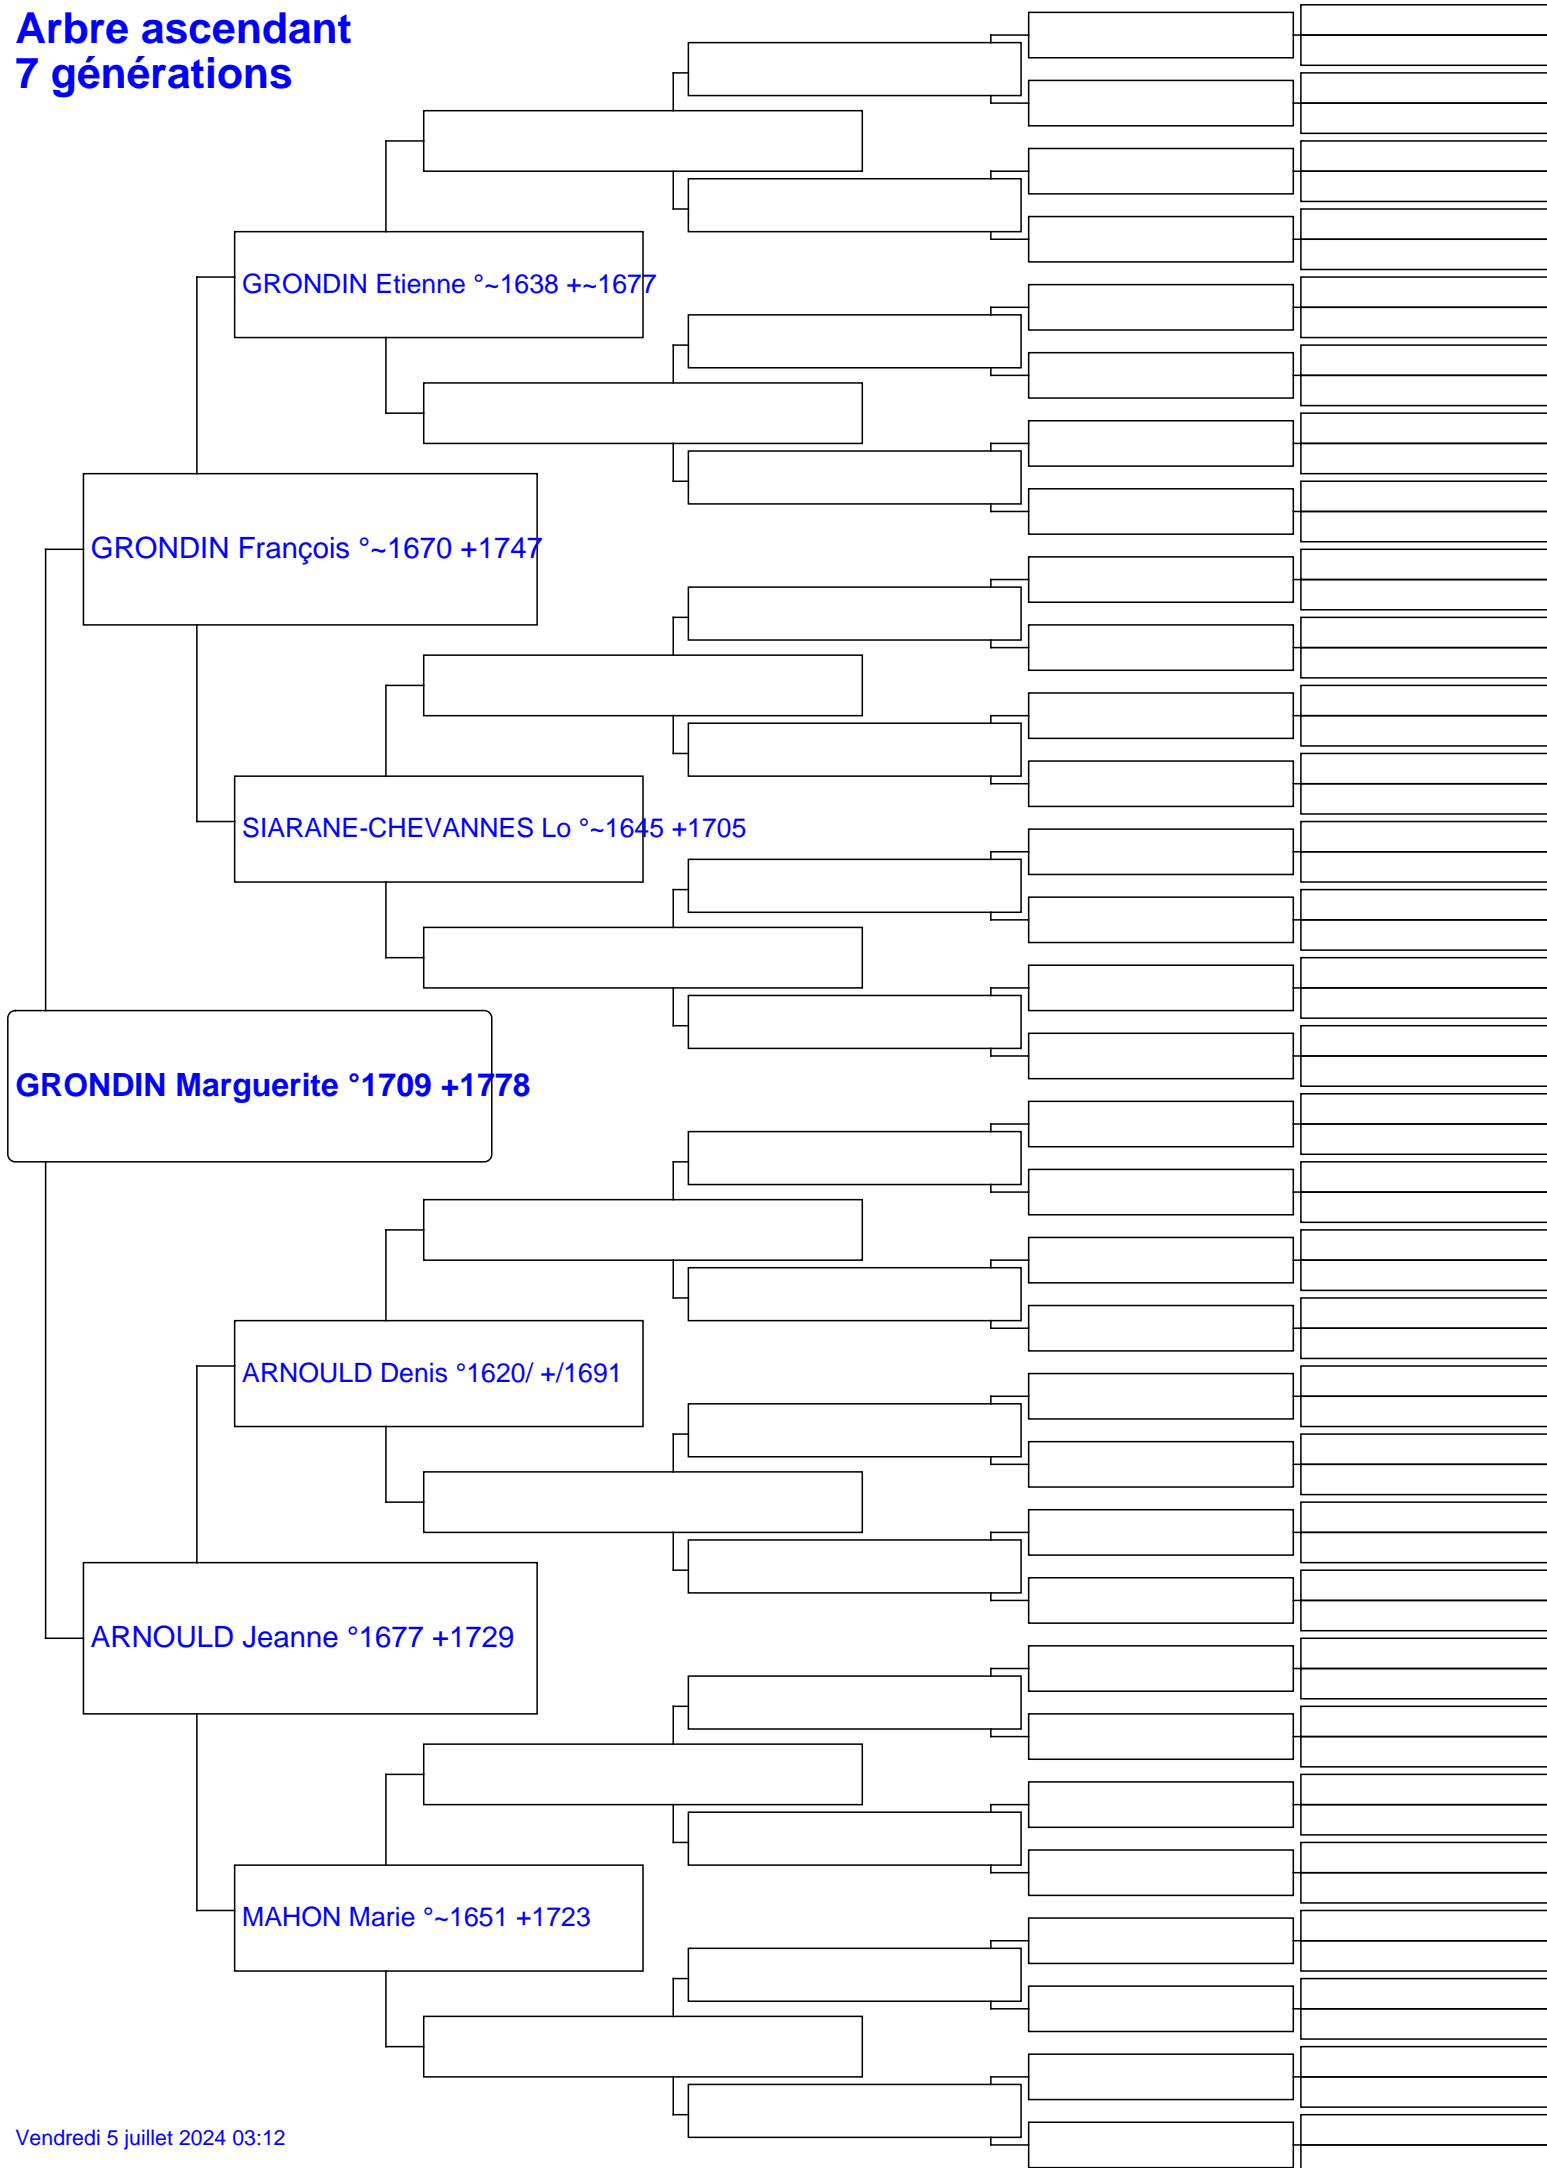 Arbre ascendant
7 générations
GRONDIN Etienne °~1638 +~1677
GRONDIN François °~1670 +1747
SIARANE-CHEVANNES Lo °~1645 +1705
GRONDIN Marguerite °1709 +1778
ARNOULD Denis °1620/ +/1691
ARNOULD Jeanne °1677 +1729
MAHON Marie °~1651 +1723
Vendredi 5 juillet 2024 03:12